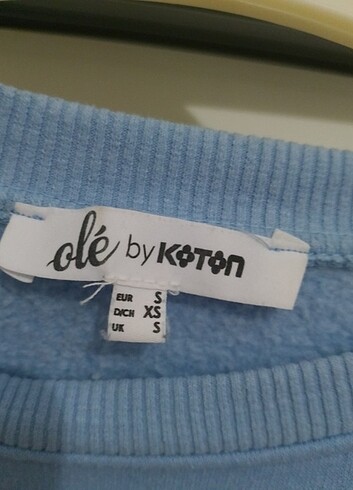 olé by KOTON
EUR S
D/CH XS
UK S